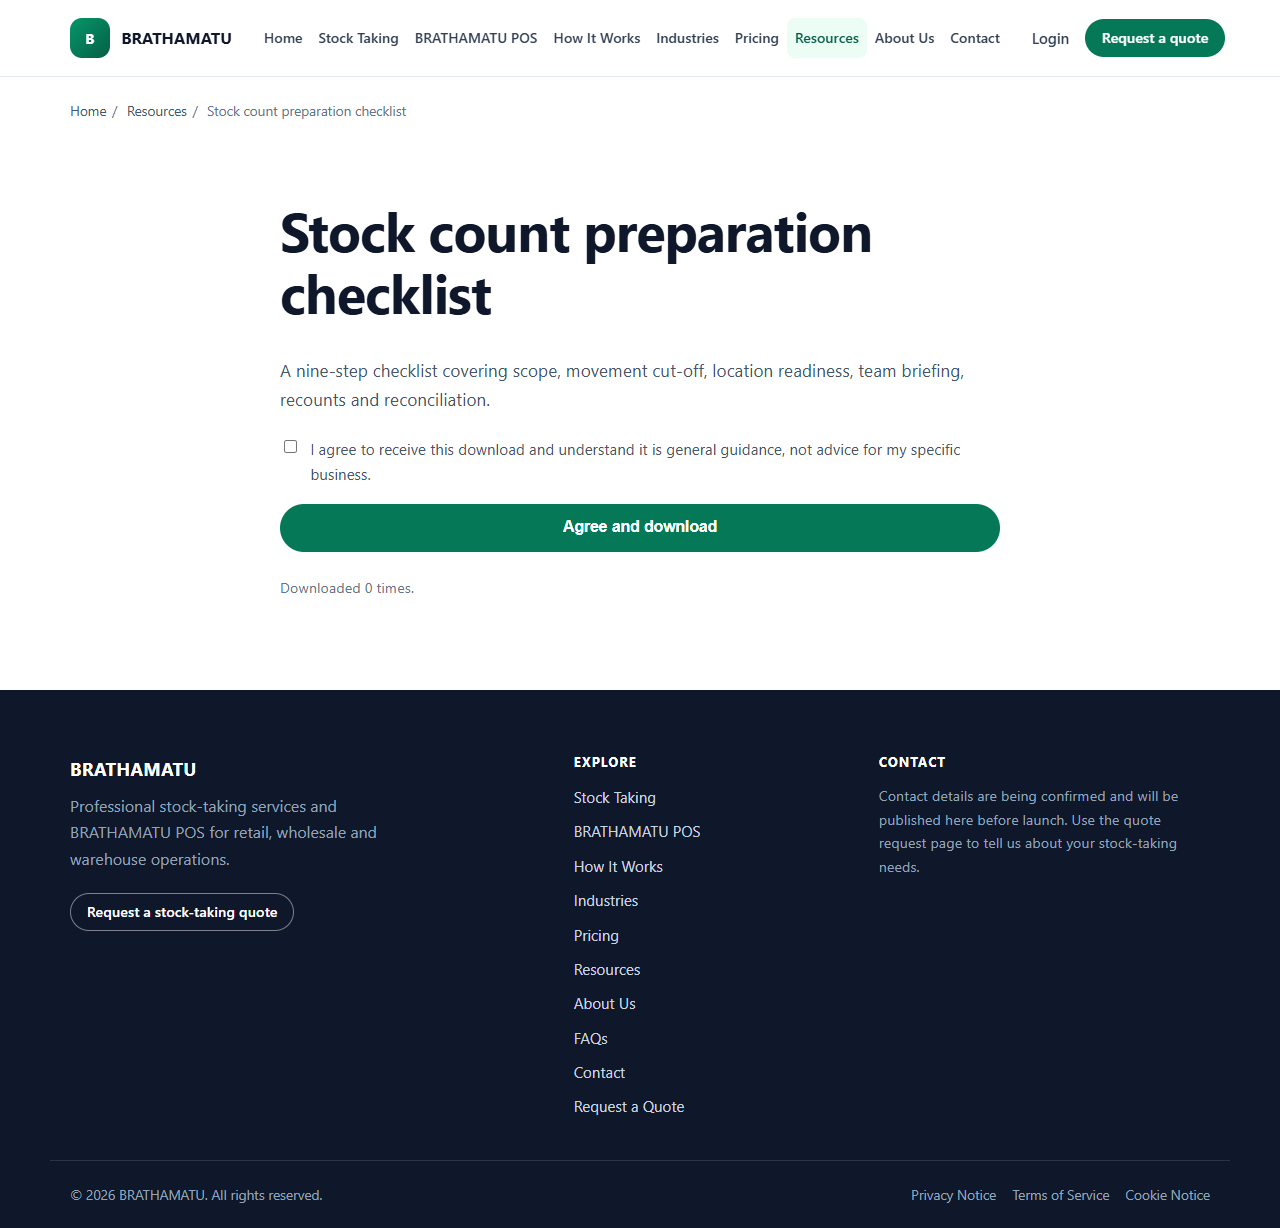 B BRATHAMATU Home Stock Taking BRATHAMATU POS How It Works Industries Pricing Resources About Us Contact Login Request a quote
Home / Resources / Stock count preparation checklist
Stock count preparation
checklist
A nine-step checklist covering scope, movement cut-off, location readiness, team briefing,
recounts and reconciliation.
I agree to receive this download and understand it is general guidance, not advice for my specific
business.
Agree and download
Downloaded 0 times.
BRATHAMATU
Professional stock-taking services and
BRATHAMATU POS for retail, wholesale and
warehouse operations.
Request a stock-taking quote
EXPLORE
Stock Taking
BRATHAMATU POS
How It Works
Industries
Pricing
Resources
About Us
FAQs
Contact
Request a Quote
CONTACT
Contact details are being confirmed and will be
published here before launch. Use the quote
request page to tell us about your stock-taking
needs.
© 2026 BRATHAMATU. All rights reserved.
Privacy Notice Terms of Service Cookie Notice